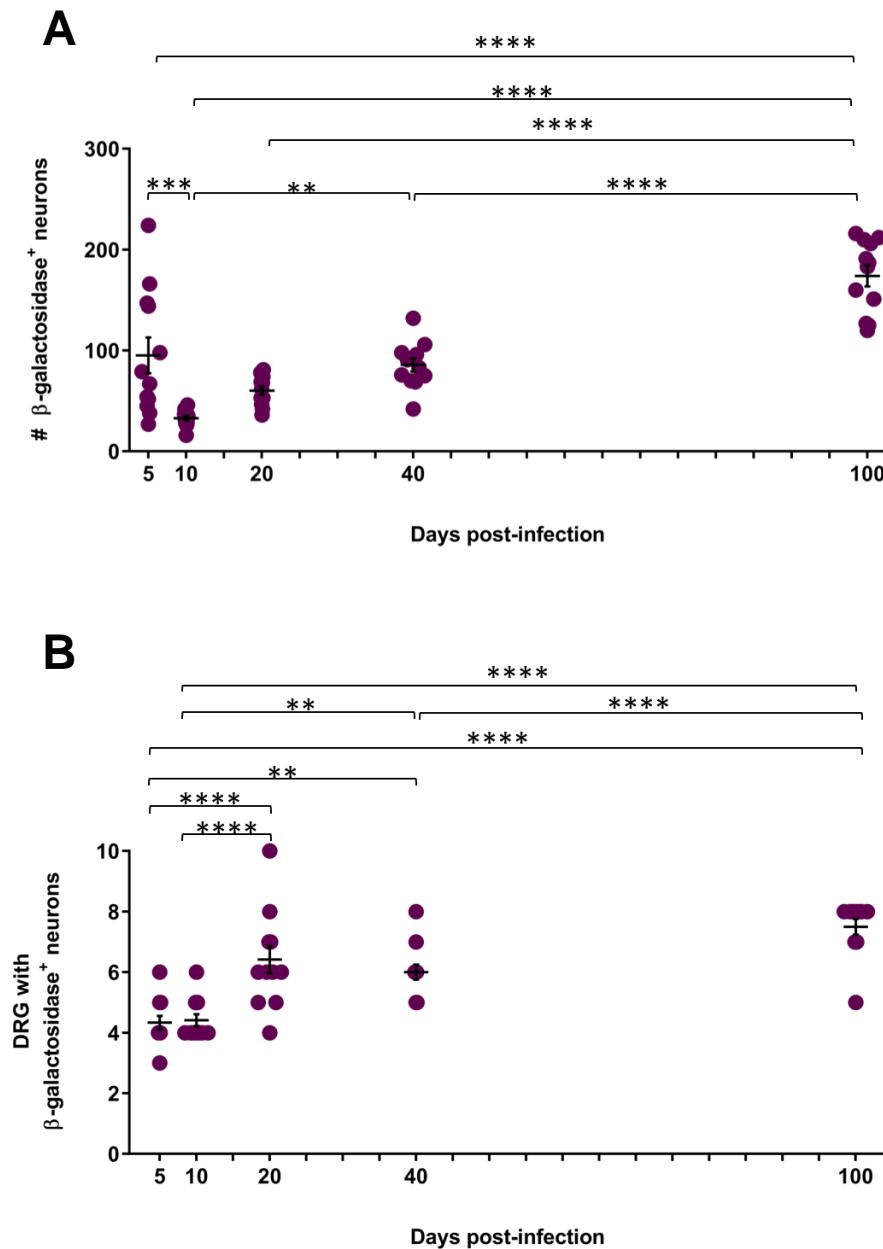 A
****
****
****
300
***
**
****
200
# β-galactosidase+ neurons
100
0
5 10 20 40 100
Days post-infection
B
****
**
****
****
**
****
****
10
8
6
DRG with
β-galactosidase+ neurons
4
2
0
5 10 20 40 100
Days post-infection